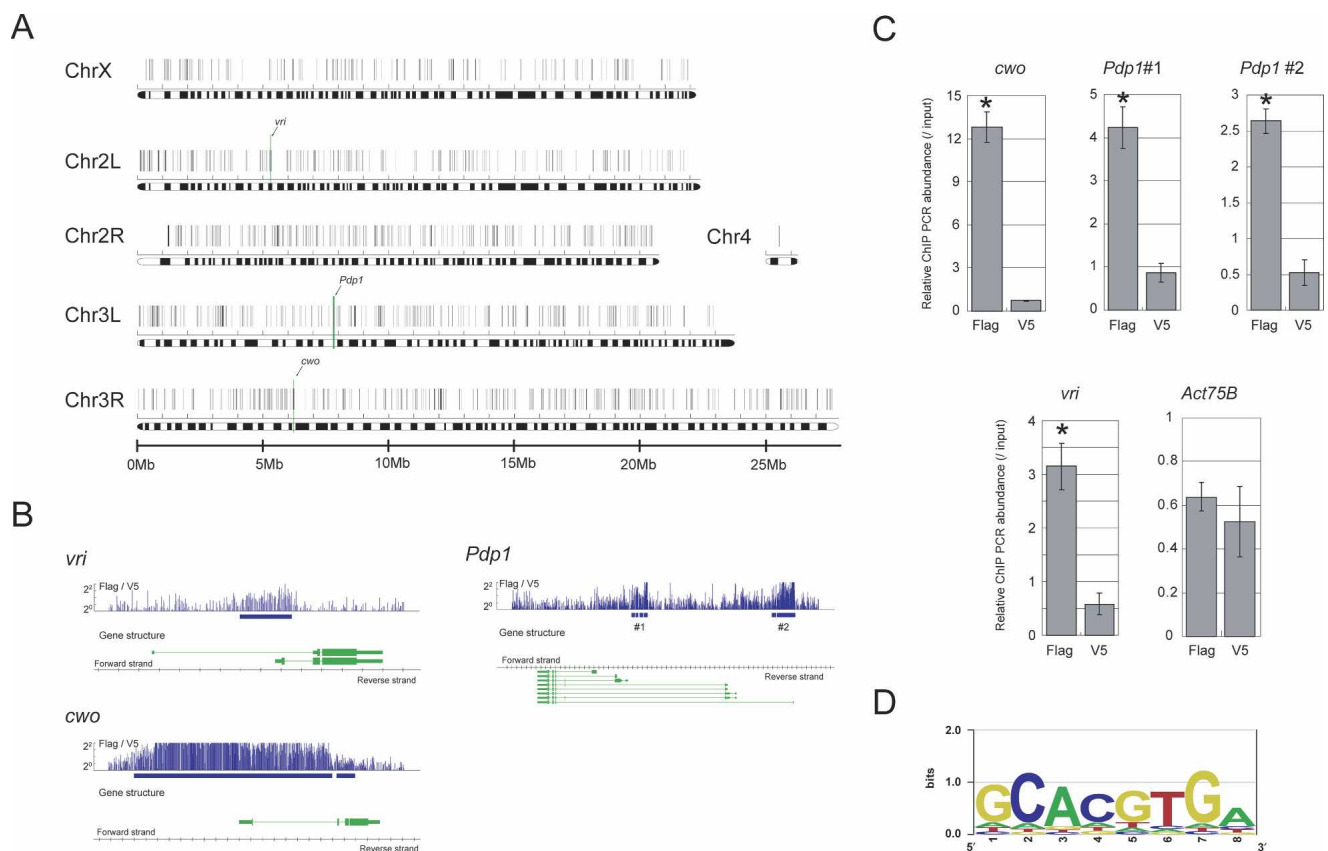 A
ChrX
vri
Chr2L
Chr2R
Chr4
Pdp1
Chr3L
cwo
Chr3R
0Mb 5Mb 10Mb 15Mb 20Mb 25Mb
B
vri
2² Flag / V5
2⁰
Gene structure
Forward strand
Reverse strand
Pdp1
2² Flag / V5
2⁰
#1 #2
Gene structure
Forward strand
Reverse strand
cwo
2² Flag / V5
2⁰
Gene structure
Forward strand
Reverse strand
C
cwo
Relative ChIP PCR abundance (/ input)
15
12
9
6
3
0
*
Flag V5
Pdp1#1
5
4
3
2
1
0
*
Flag V5
Pdp1 #2
3
2.5
2
1.5
1
0.5
0
*
Flag V5
vri
Relative ChIP PCR abundance (/ input)
4
3
2
1
0
*
Flag V5
Act75B
1
0.8
0.6
0.4
0.2
0
Flag V5
D
bits
2.0
1.0
0.0
GCACGTGA
5′ 1 2 3 4 5 6 7 8 3′